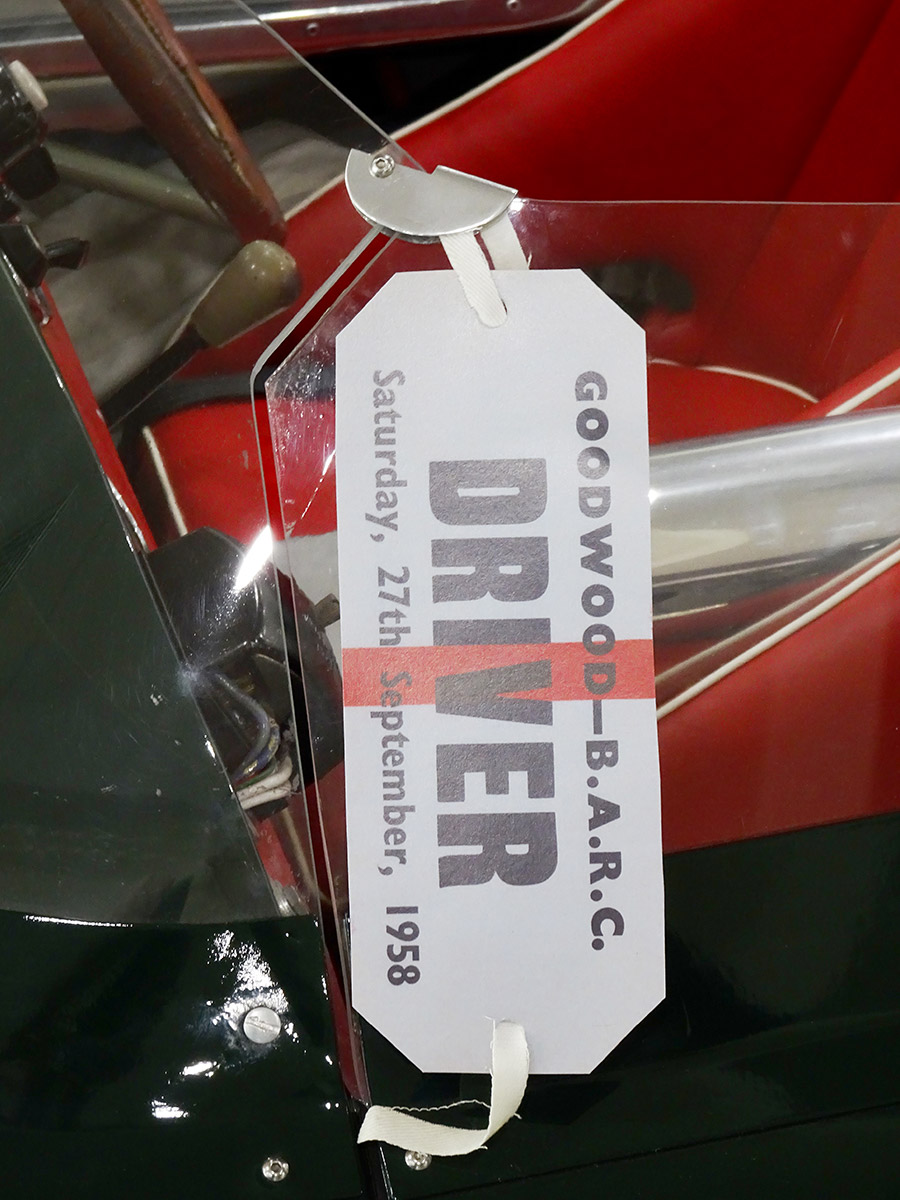 GOODWOOD—B.A.R.C.
DRIVER
Saturday, 27th September, 1958